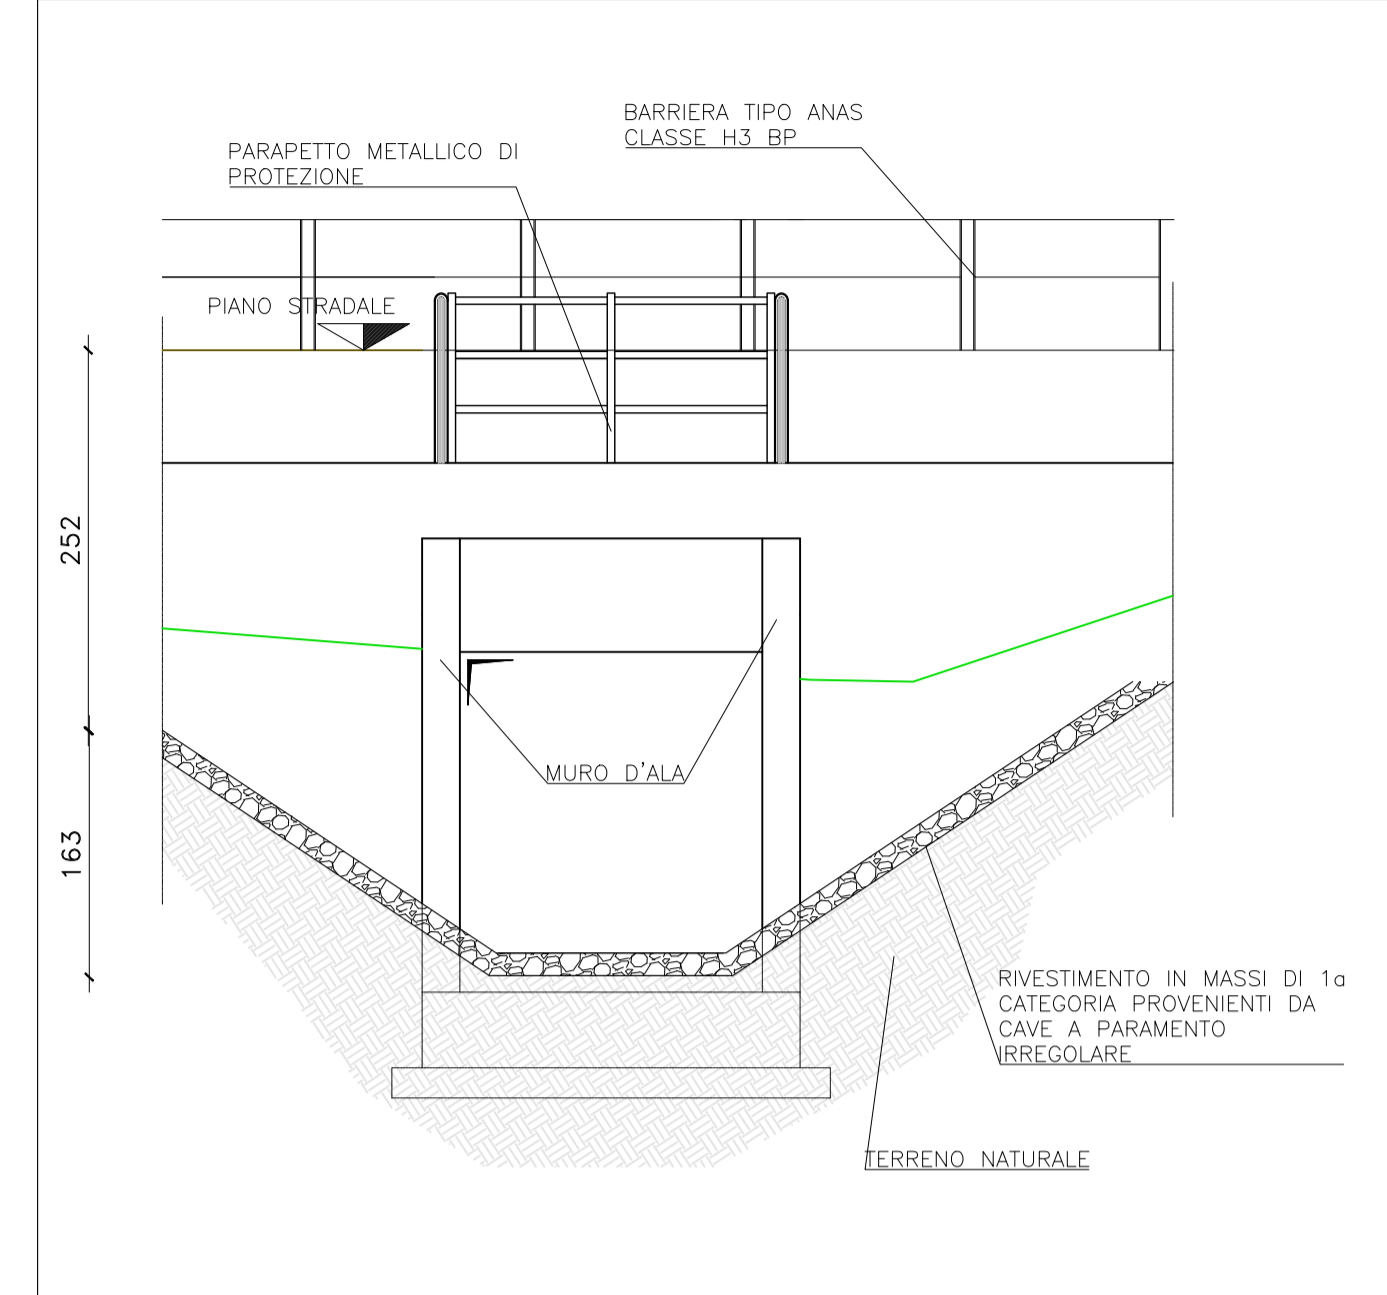 BARRIERA TIPO ANAS
CLASSE H3 BP
PARAPETTO METALLICO DI
PROTEZIONE
PIANO STRADALE
252
MURO D'ALA
163
RIVESTIMENTO IN MASSI DI 1a
CATEGORIA PROVENIENTI DA
CAVE A PARAMENTO
IRREGOLARE
TERRENO NATURALE